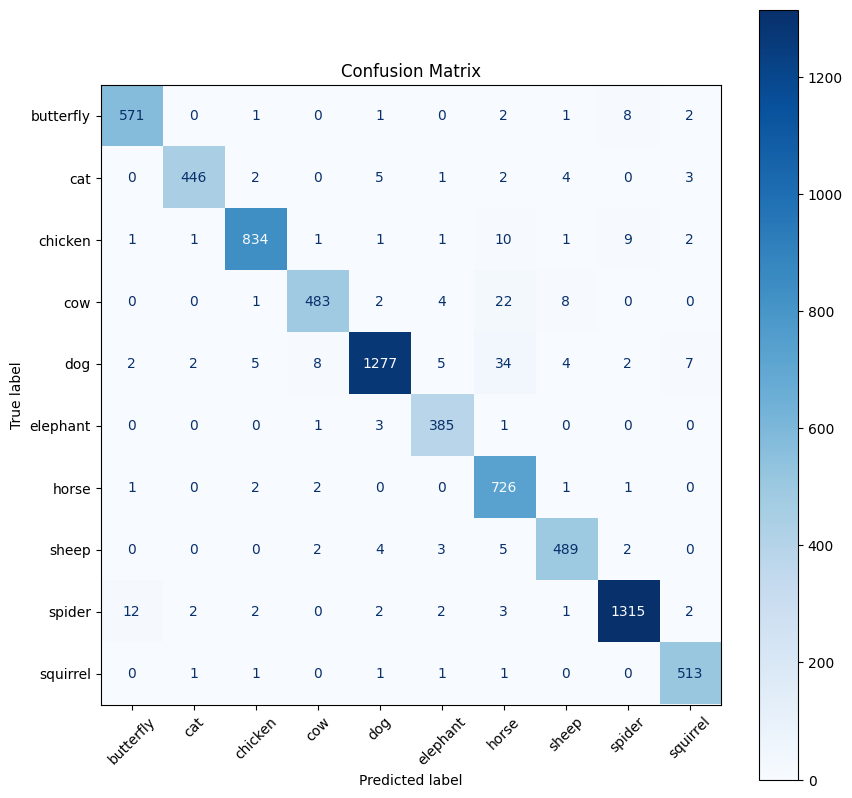 Confusion Matrix
butterfly 571 0 1 0 1 0 2 1 8 2
cat 0 446 2 0 5 1 2 4 0 3
chicken 1 1 834 1 1 1 10 1 9 2
cow 0 0 1 483 2 4 22 8 0 0
dog 2 2 5 8 1277 5 34 4 2 7
elephant 0 0 0 1 3 385 1 0 0 0
horse 1 0 2 2 0 0 726 1 1 0
sheep 0 0 0 2 4 3 5 489 2 0
spider 12 2 2 0 2 2 3 1 1315 2
squirrel 0 1 1 0 1 1 1 0 0 513
butterfly cat chicken cow dog elephant horse sheep spider squirrel
Predicted label
True label
1200
1000
800
600
400
200
0